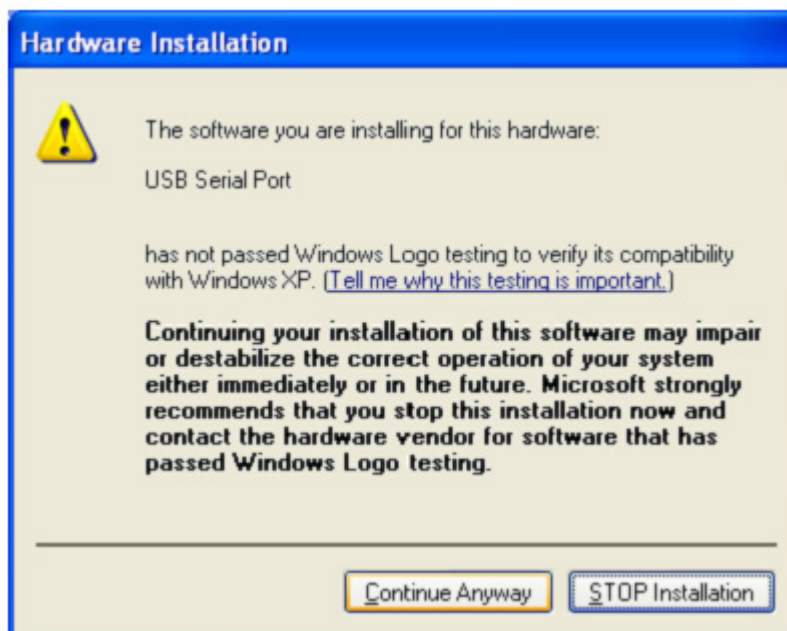 Hardware Installation
The software you are installing for this hardware:
USB Serial Port
has not passed Windows Logo testing to verify its compatibility
with Windows XP. (Tell me why this testing is important.)
Continuing your installation of this software may impair
or destabilize the correct operation of your system
either immediately or in the future. Microsoft strongly
recommends that you stop this installation now and
contact the hardware vendor for software that has
passed Windows Logo testing.
Continue Anyway
STOP Installation